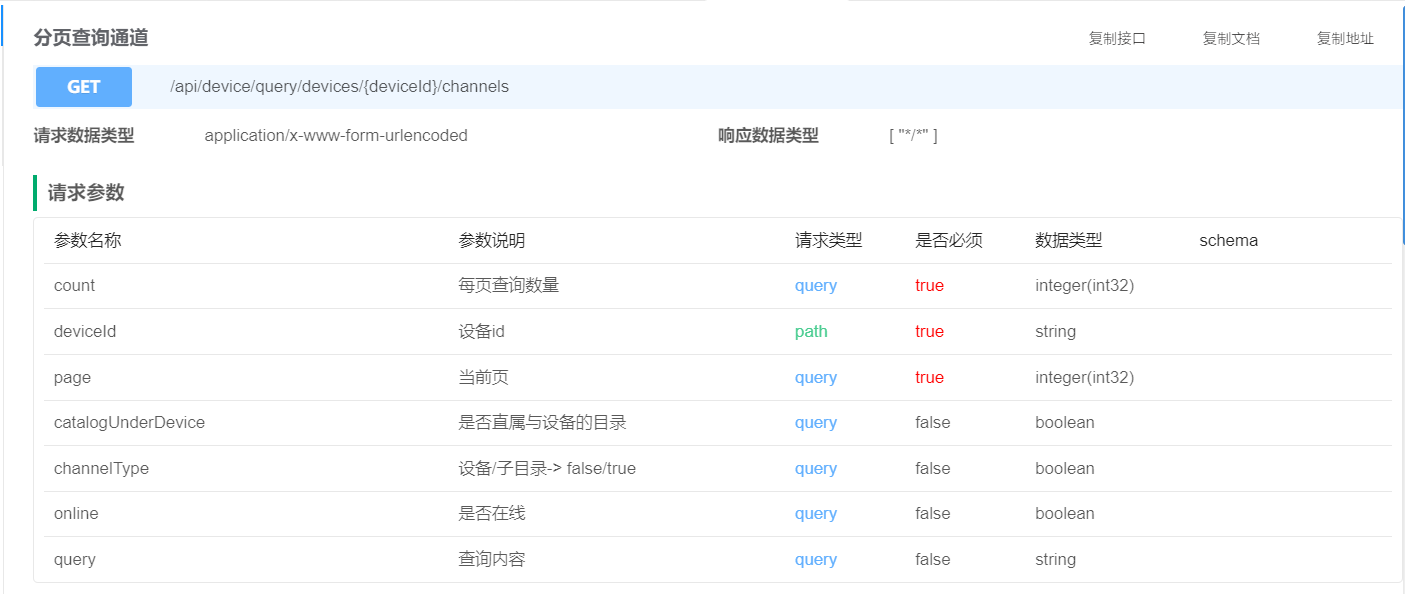 分页查询通道 复制接口 复制文档 复制地址
GET /api/device/query/devices/{deviceId}/channels
请求数据类型 application/x-www-form-urlencoded 响应数据类型 [ "*/*" ]
请求参数
参数名称 参数说明 请求类型 是否必须 数据类型 schema
count 每页查询数量 query true integer(int32)
deviceId 设备id path true string
page 当前页 query true integer(int32)
catalogUnderDevice 是否直属与设备的目录 query false boolean
channelType 设备/子目录-> false/true query false boolean
online 是否在线 query false boolean
query 查询内容 query false string